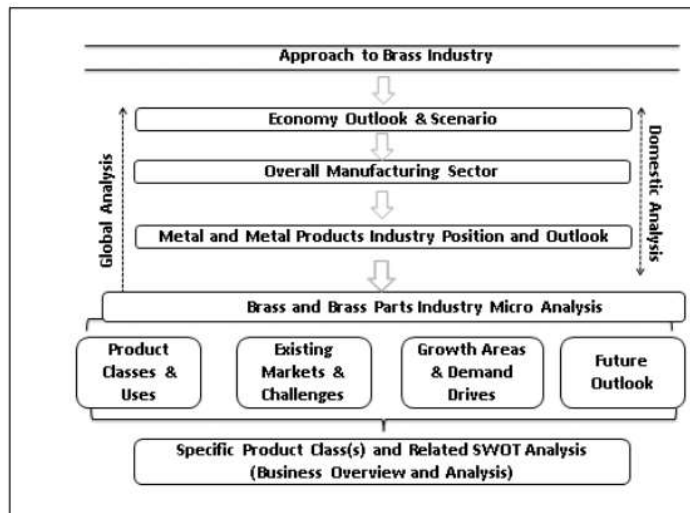 Approach to Brass Industry
Economy Outlook & Scenario
Overall Manufacturing Sector
Metal and Metal Products Industry Position and Outlook
Global Analysis
Domestic Analysis
Brass and Brass Parts Industry Micro Analysis
Product
Classes &
Uses
Existing
Markets &
Challenges
Growth Areas
& Demand
Drives
Future
Outlook
Specific Product Class(s) and Related SWOT Analysis
(Business Overview and Analysis)